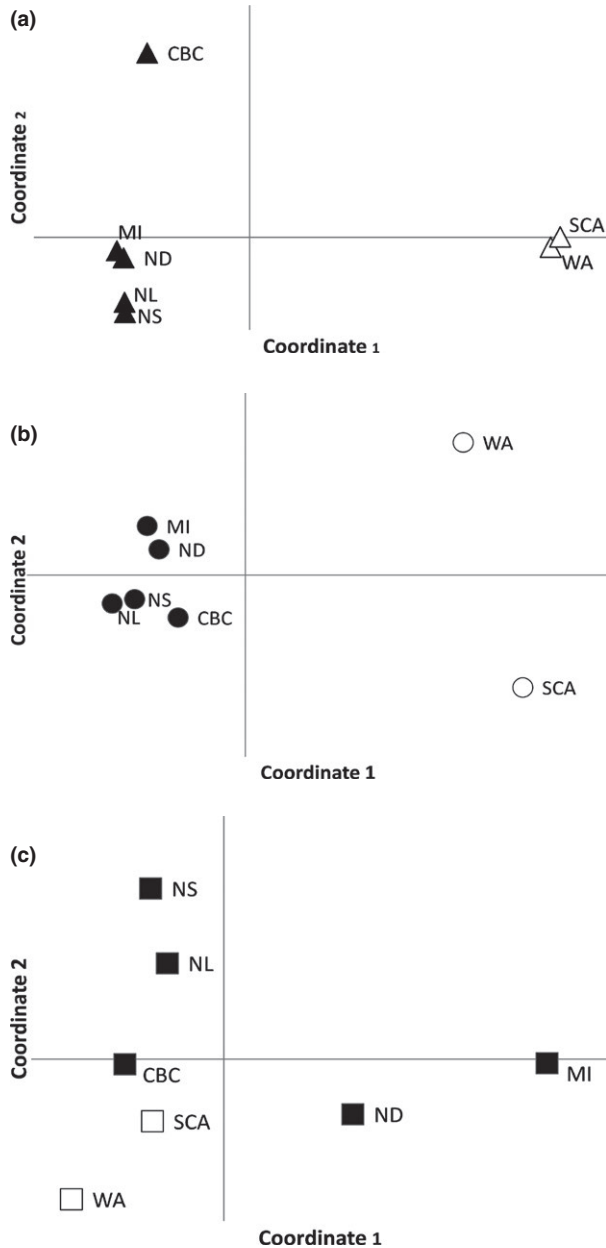 (a)
CBC
Coordinate 2
MI
ND
NL
NS
SCA
WA
Coordinate 1
(b)
WA
MI
ND
Coordinate 2
NS
NL
CBC
SCA
Coordinate 1
(c)
NS
NL
Coordinate 2
CBC
MI
ND
SCA
WA
Coordinate 1